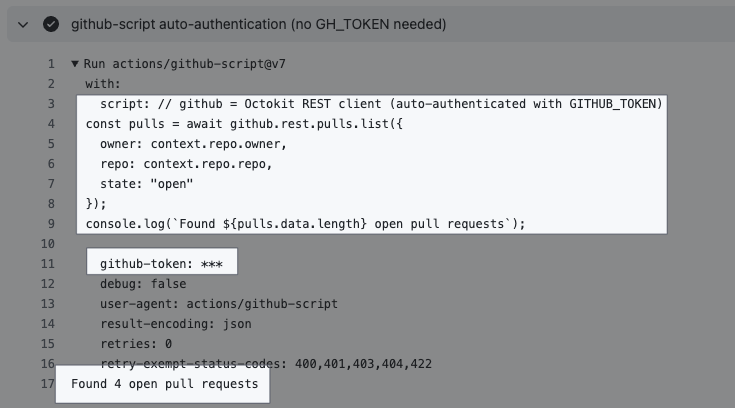 github-script auto-authentication (no GH_TOKEN needed)
1 ▼ Run actions/github-script@v7
2 with:
3 script: // github = Octokit REST client (auto-authenticated with GITHUB_TOKEN)
4 const pulls = await github.rest.pulls.list({
5 owner: context.repo.owner,
6 repo: context.repo.repo,
7 state: "open"
8 });
9 console.log(`Found ${pulls.data.length} open pull requests`);
10
11 github-token: ***
12 debug: false
13 user-agent: actions/github-script
14 result-encoding: json
15 retries: 0
16 retry-exempt-status-codes: 400,401,403,404,422
17 Found 4 open pull requests